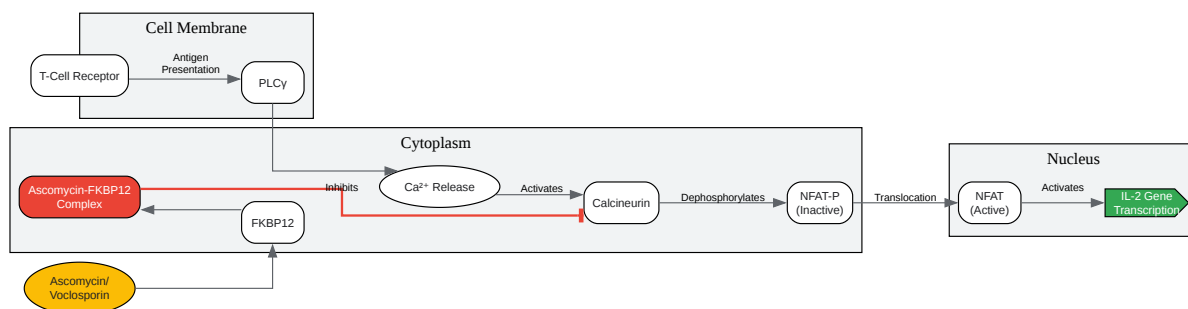 Cell Membrane
T-Cell Receptor
Antigen
Presentation
PLCγ
Cytoplasm
Ascomycin-FKBP12
Complex
Inhibits
Ca²⁺ Release
Activates
Calcineurin
Dephosphorylates
NFAT-P
(Inactive)
FKBP12
Ascomycin/
Voclosporin
Translocation
Nucleus
NFAT
(Active)
Activates
IL-2 Gene
Transcription